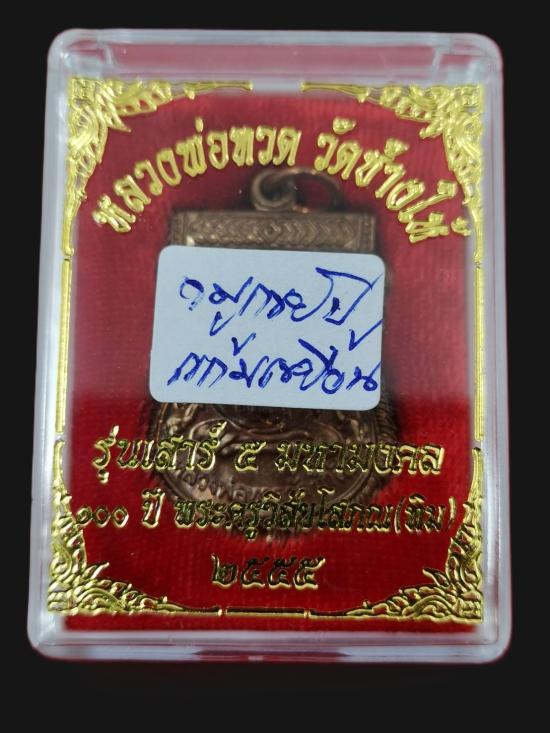 หลวงพ่อทวด วัดช้างให้
รุ่นเสาร์ ๕ มหามงคล
๑๐๐ ปี พระครูวิสัยโสภณ(ทิม)
๒๕๕๕